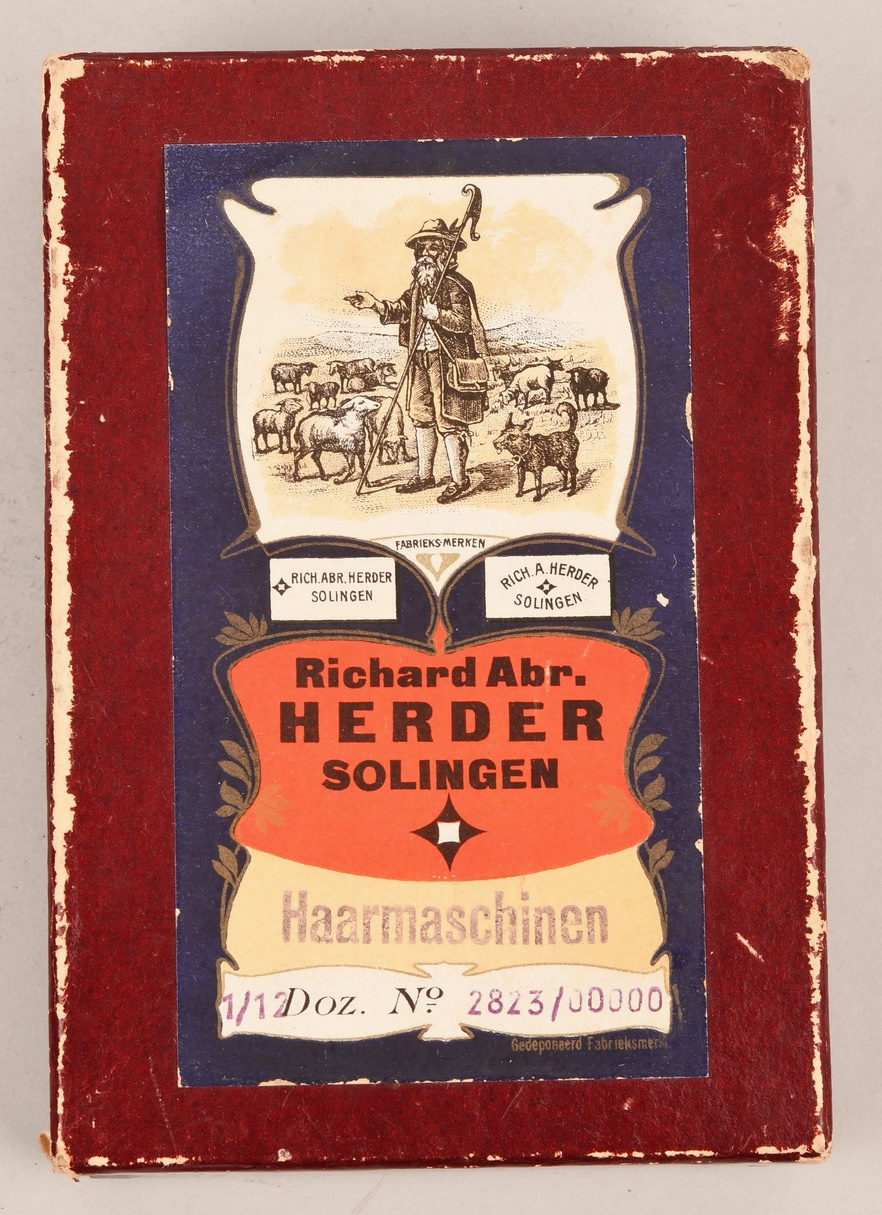 FABRIEKS-MERKEN
RICH. ABR. HERDER
SOLINGEN
RICH. A. HERDER
SOLINGEN
Richard Abr.
HERDER
SOLINGEN
Haarmaschinen
1/12 Doz. No 2823/00000
Gedeponeerd Fabrieksmerk